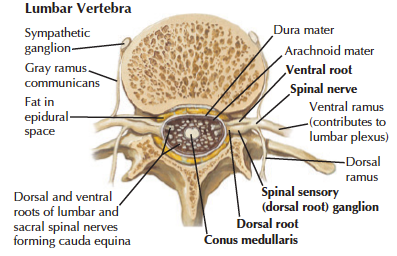 Lumbar Vertebra
Sympathetic
ganglion
Gray ramus
communicans
Fat in
epidural
space
Dorsal and ventral
roots of lumbar and
sacral spinal nerves
forming cauda equina
Dura mater
Arachnoid mater
Ventral root
Spinal nerve
Ventral ramus
(contributes to
lumbar plexus)
Dorsal
ramus
Spinal sensory
(dorsal root) ganglion
Dorsal root
Conus medullaris